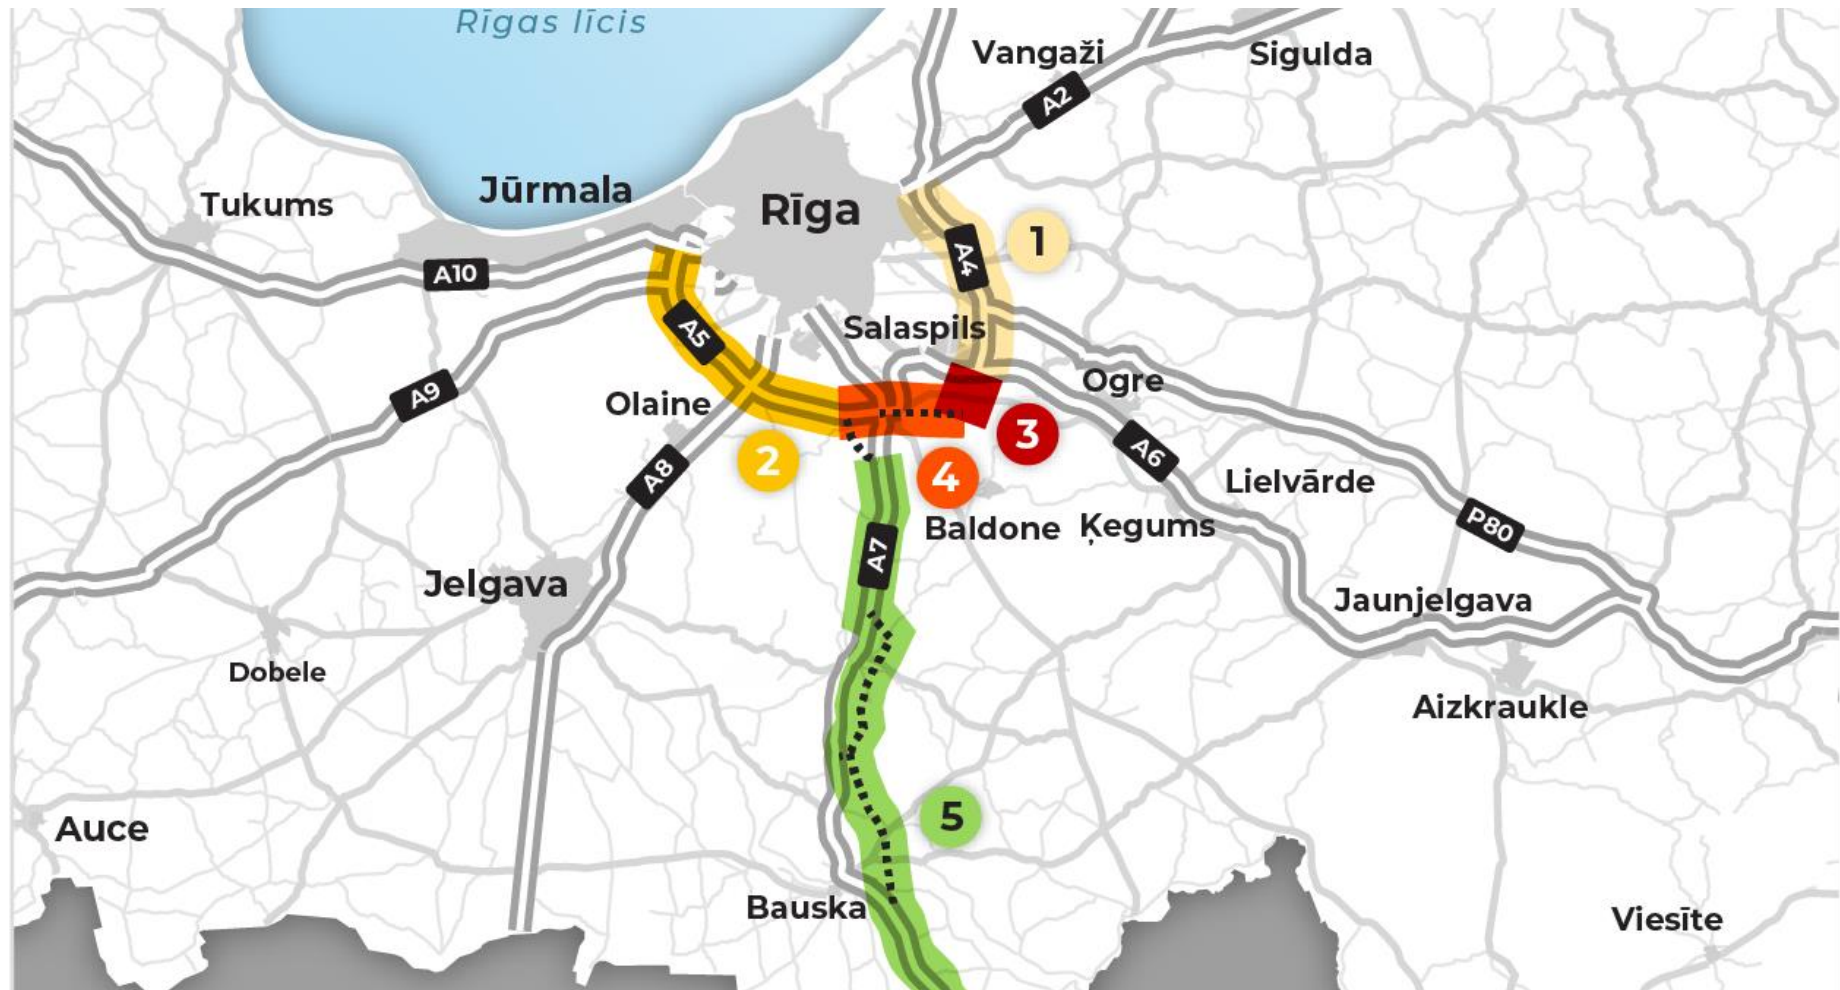 Rīgas līcis
Vangaži
Sigulda
A2
Tukums
Jūrmala
Rīga
1
A4
A10
A5
Salaspils
A9
Olaine
Ogre
2
3
A8
4
A6
Lielvārde
P80
Baldone
Ķegums
A7
Jelgava
Jaunjelgava
Dobele
Aizkraukle
5
Auce
Bauska
Viesīte